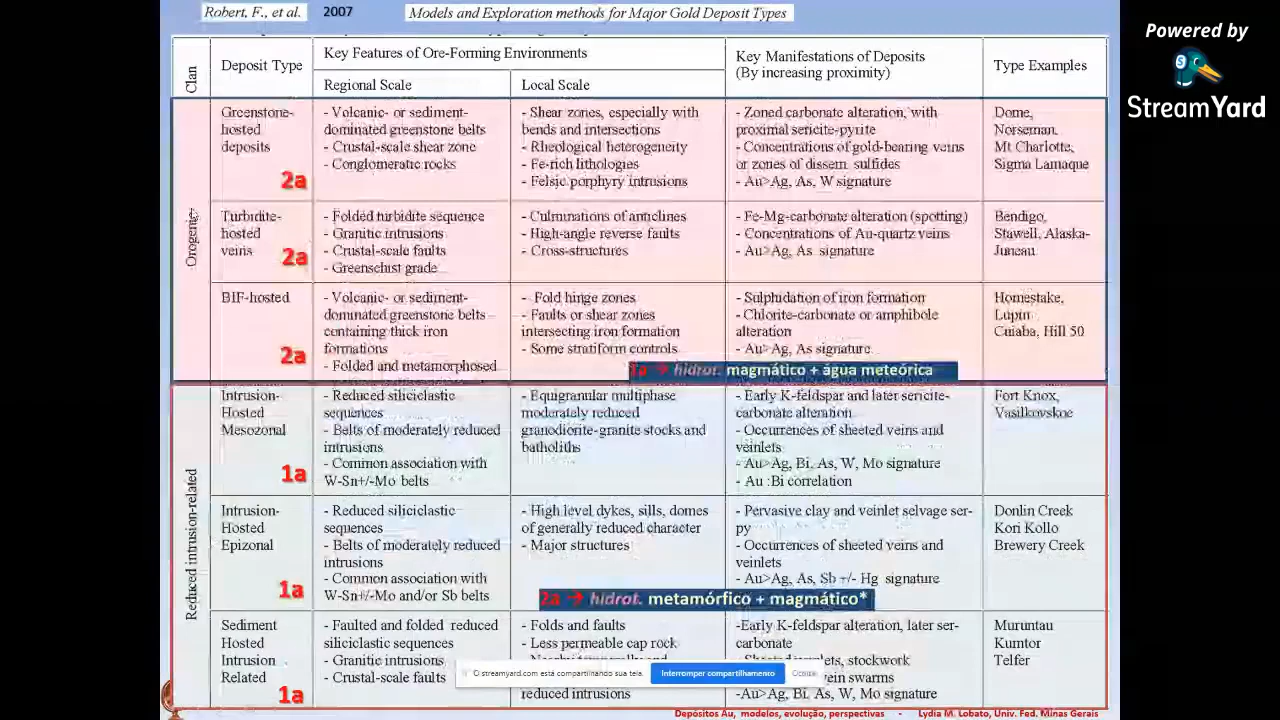 Robert, F., et al. 2007 Models and Exploration methods for Major Gold Deposit Types
Powered by
StreamYard
Clan
Deposit Type
Key Features of Ore-Forming Environments
Regional Scale
Local Scale
Key Manifestations of Deposits
(By increasing proximity)
Type Examples
Orogenic
Greenstone-
hosted
deposits
2a
- Volcanic- or sediment-
dominated greenstone belts
- Crustal-scale shear zone
- Conglomeratic rocks
- Shear zones, especially with
bends and intersections
- Rheological heterogeneity
- Fe-rich lithologies
- Felsic porphyry intrusions
- Zoned carbonate alteration, with
proximal sericite-pyrite
- Concentrations of gold-bearing veins
or zones of dissem. sulfides
- Au>Ag, As, W signature
Dome,
Norseman,
Mt Charlotte,
Sigma Lamaque
Turbidite-
hosted
veins
2a
- Folded turbidite sequence
- Granitic intrusions
- Crustal-scale faults
- Greenschist grade
- Culminations of anticlines
- High-angle reverse faults
- Cross-structures
- Fe-Mg-carbonate alteration (spotting)
- Concentrations of Au-quartz veins
- Au>Ag, As signature
Bendigo,
Stawell, Alaska-
Juneau
BIF-hosted
2a
- Volcanic- or sediment-
dominated greenstone belts
containing thick iron
formations
- Folded and metamorphosed
- Fold hinge zones
- Faults or shear zones
intersecting iron formation
- Some stratiform controls
- Sulphidation of iron formation
- Chlorite-carbonate or amphibole
alteration
- Au>Ag, As signature
Homestake,
Lupin
Cuiaba, Hill 50
1a → hidrot. magmático + água meteórica
Reduced intrusion-related
Intrusion-
Hosted
Mesozonal
1a
- Reduced siliciclastic
sequences
- Belts of moderately reduced
intrusions
- Common association with
W-Sn+/-Mo belts
- Equigranular multiphase
moderately reduced
granodiorite-granite stocks and
batholiths
- Early K-feldspar and later sericite-
carbonate alteration
- Occurrences of sheeted veins and
veinlets
- Au>Ag, Bi, As, W, Mo signature
- Au :Bi correlation
Fort Knox,
Vasilkovskoe
Intrusion-
Hosted
Epizonal
1a
- Reduced siliciclastic
sequences
- Belts of moderately reduced
intrusions
- Common association with
W-Sn+/-Mo and/or Sb belts
- High level dykes, sills, domes
of generally reduced character
- Major structures
- Pervasive clay and veinlet selvage ser-
py
- Occurrences of sheeted veins and
veinlets
- Au>Ag, As, Sb +/- Hg signature
Donlin Creek
Kori Kollo
Brewery Creek
2a → hidrot. metamórfico + magmático*
Sediment
Hosted
Intrusion
Related
1a
- Faulted and folded reduced
siliciclastic sequences
- Granitic intrusions
- Crustal-scale faults
- Folds and faults
- Less permeable cap rock
reduced intrusions
-Early K-feldspar alteration, later ser-
carbonate
stockwork
vein swarms
-Au>Ag, Bi, As, W, Mo signature
Muruntau
Kumtor
Telfer
O streamyard.com está compartilhando sua tela. Interromper compartilhamento Ocultar
Depósitos Au, modelos, evolução, perspectivas - Lydia M. Lobato, Univ. Fed. Minas Gerais